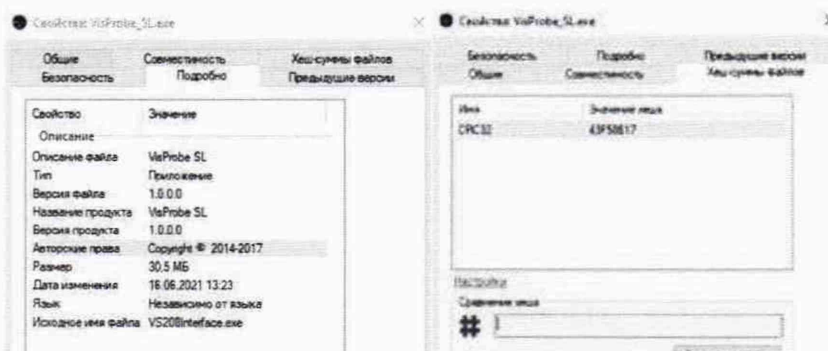 Свойства: VisProbe_SL.exe
Общие Совместимость Хеш-суммы файлов
Безопасность Подробно Предыдущие версии
Свойство Значение
Описание
Описание файла VisProbe SL
Тип Приложение
Версия файла 1.0.0.0
Название продукта VisProbe SL
Версия продукта 1.0.0.0
Авторские права Copyright © 2014-2017
Размер 30,5 МБ
Дата изменения 16.06.2021 13:23
Язык Независимо от языка
Исходное имя файла VS208Interface.exe
Свойства: VisProbe_SL.exe
Безопасность Подробно Предыдущие версии
Общие Совместимость Хеш-суммы файлов
Имя Значение хеша
CRC32 43F50617
Настройки
Сравнение хеша
#